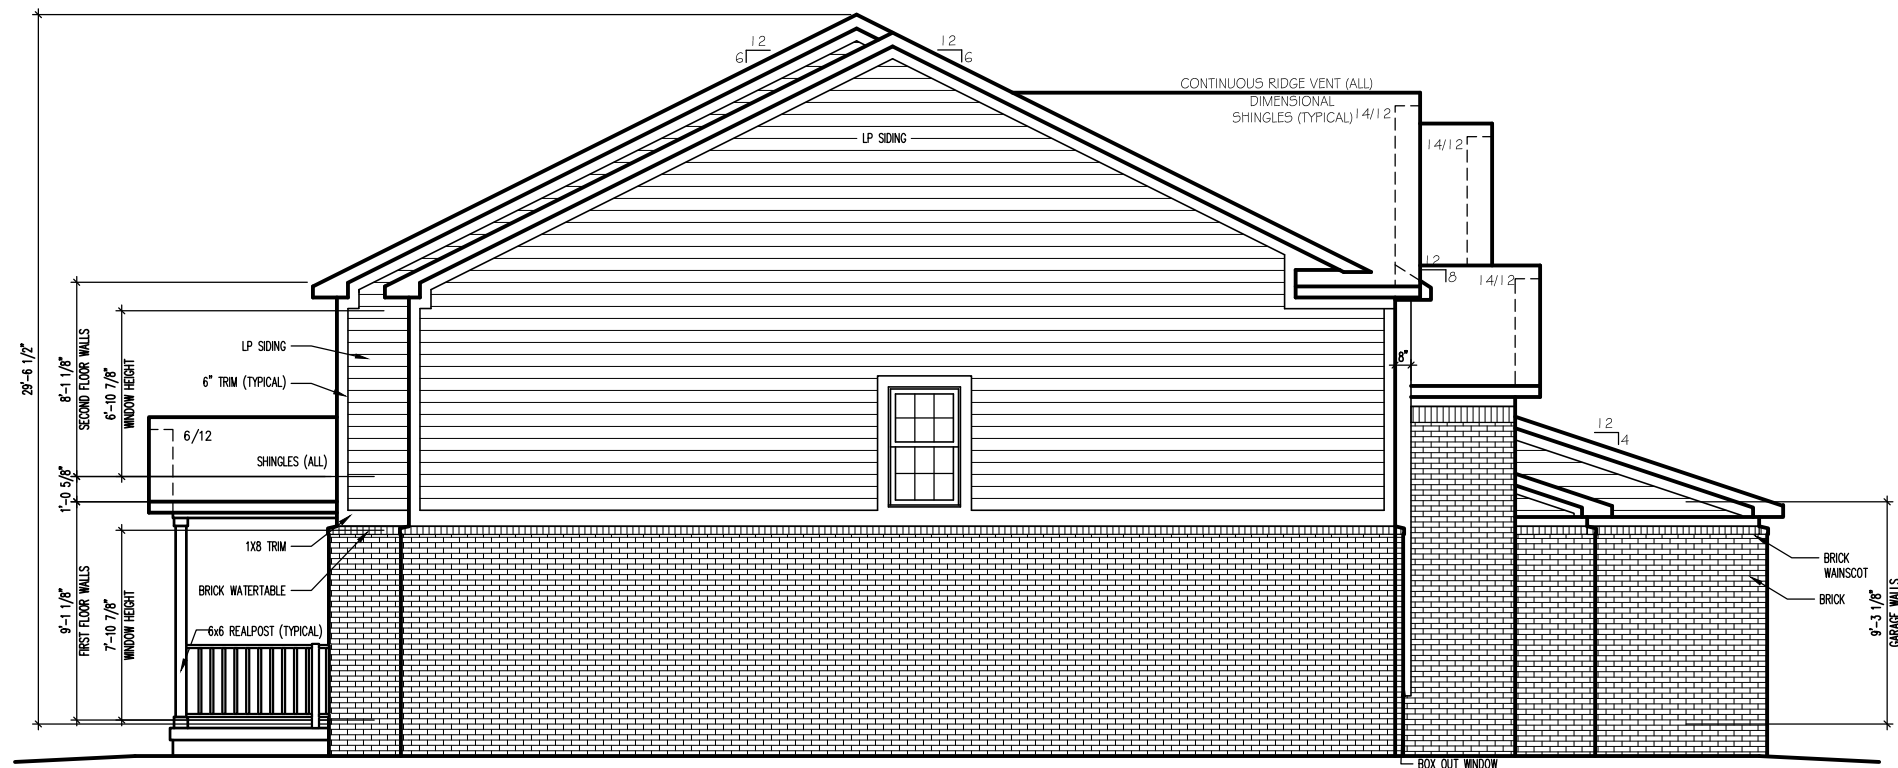 12
6
12
6
CONTINUOUS RIDGE VENT (ALL)
DIMENSIONAL
SHINGLES (TYPICAL)
14/12
14/12
LP SIDING
12
8
14/12
29'-6 1/2"
8'-1 1/8"
SECOND FLOOR WALLS
6'-10 7/8"
WINDOW HEIGHT
LP SIDING
6" TRIM (TYPICAL)
8"
6/12
SHINGLES (ALL)
12
4
1'-0 5/8"
1X8 TRIM
BRICK WATERTABLE
9'-1 1/8"
FIRST FLOOR WALLS
7'-10 7/8"
WINDOW HEIGHT
6x6 REALPOST (TYPICAL)
BRICK
WAINSCOT
BRICK
9'-3 1/8"
GARAGE WALLS
BOX OUT WINDOW